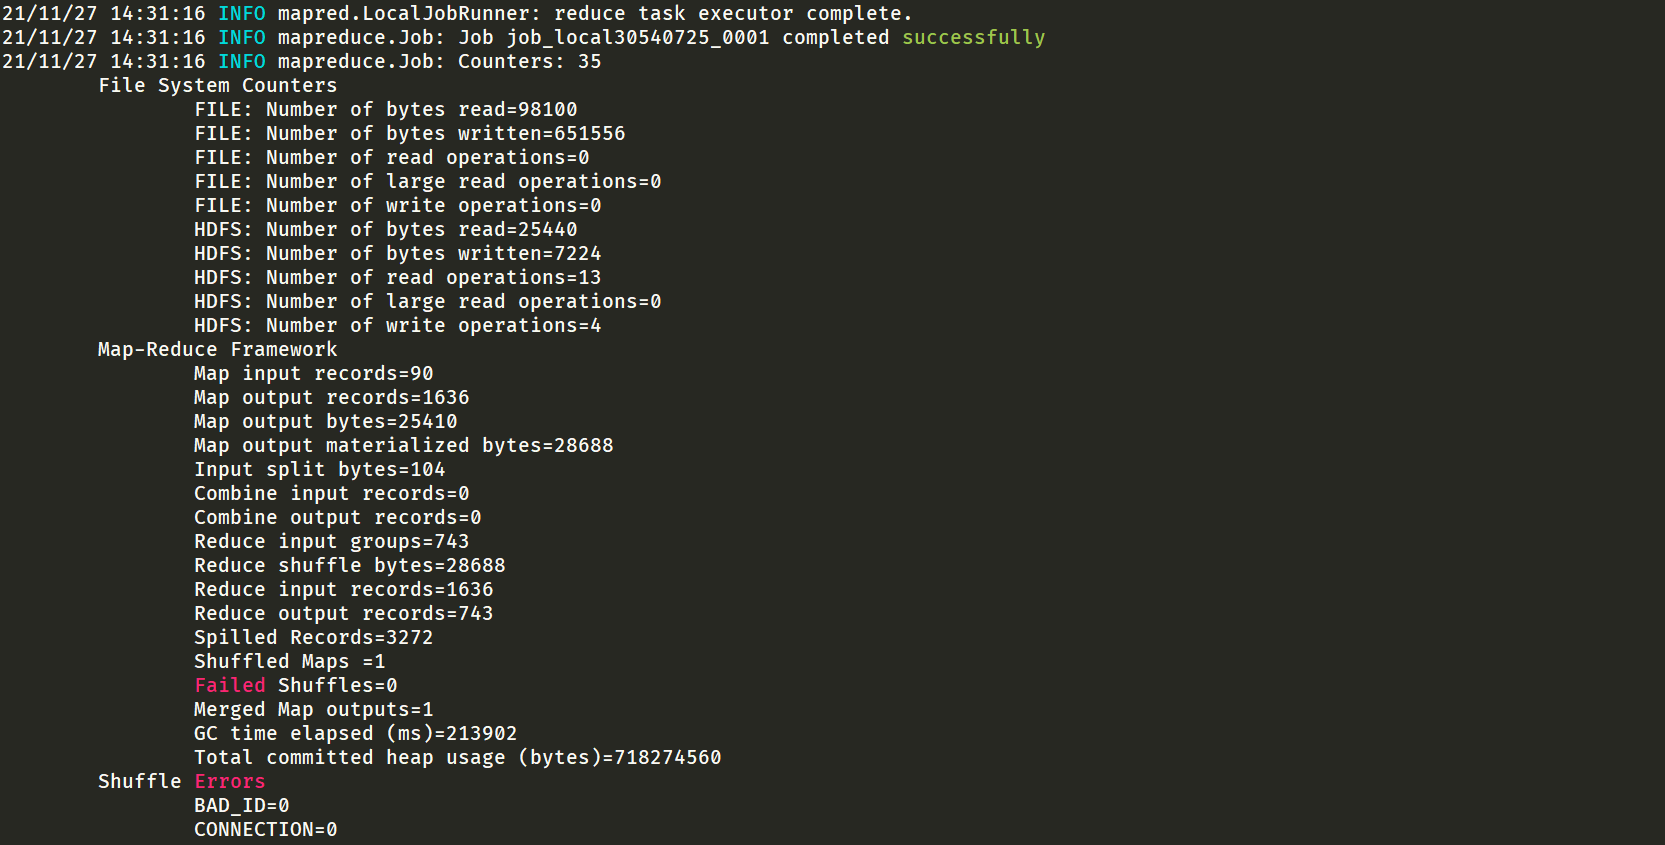 21/11/27 14:31:16 INFO mapred.LocalJobRunner: reduce task executor complete.
21/11/27 14:31:16 INFO mapreduce.Job: Job job_local30540725_0001 completed successfully
21/11/27 14:31:16 INFO mapreduce.Job: Counters: 35
File System Counters
FILE: Number of bytes read=98100
FILE: Number of bytes written=651556
FILE: Number of read operations=0
FILE: Number of large read operations=0
FILE: Number of write operations=0
HDFS: Number of bytes read=25440
HDFS: Number of bytes written=7224
HDFS: Number of read operations=13
HDFS: Number of large read operations=0
HDFS: Number of write operations=4
Map-Reduce Framework
Map input records=90
Map output records=1636
Map output bytes=25410
Map output materialized bytes=28688
Input split bytes=104
Combine input records=0
Combine output records=0
Reduce input groups=743
Reduce shuffle bytes=28688
Reduce input records=1636
Reduce output records=743
Spilled Records=3272
Shuffled Maps =1
Failed Shuffles=0
Merged Map outputs=1
GC time elapsed (ms)=213902
Total committed heap usage (bytes)=718274560
Shuffle Errors
BAD_ID=0
CONNECTION=0